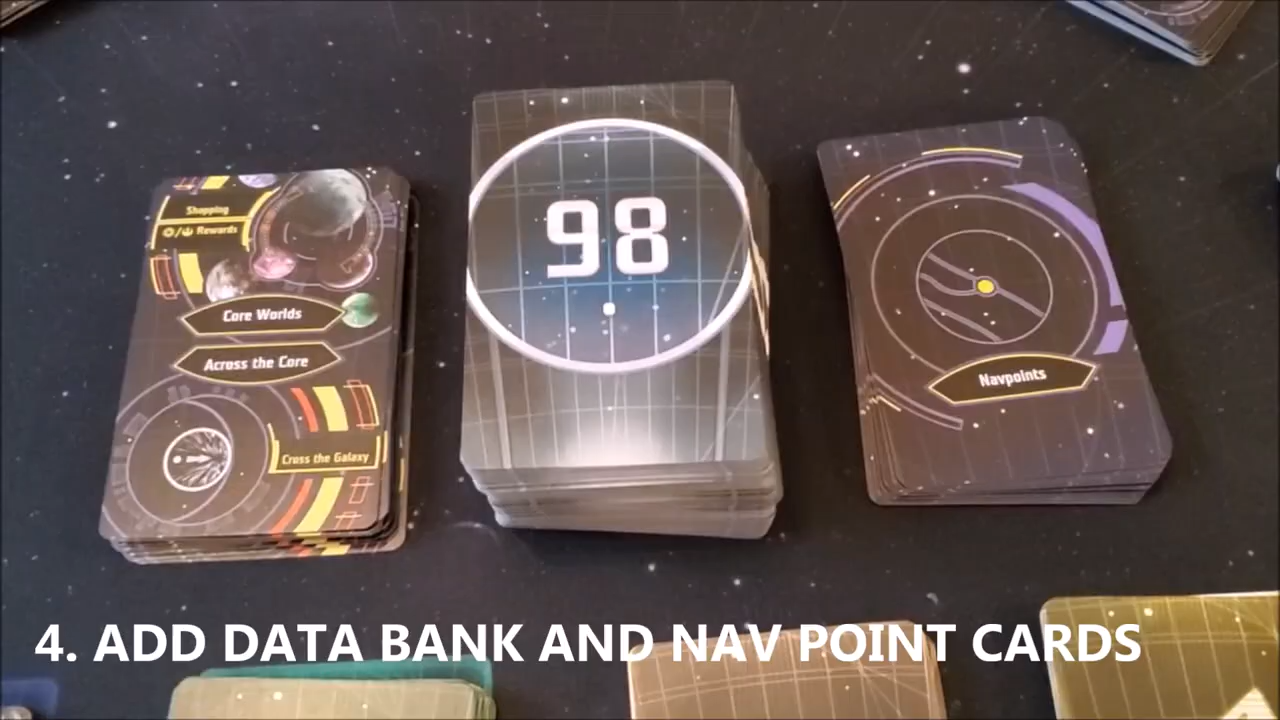 Shopping
/ Rewards
Core Worlds
Across the Core
Cross the Galaxy
98
Navpoints
4. ADD DATA BANK AND NAV POINT CARDS